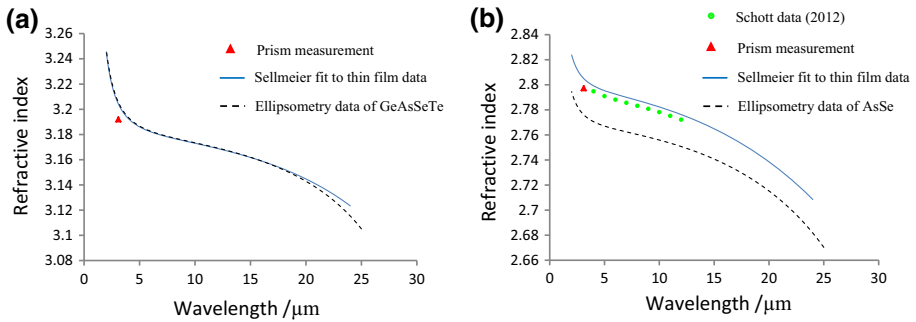 (a)
Refractive index
3.26
3.24
3.22
3.2
3.18
3.16
3.14
3.12
3.1
3.08
0 5 10 15 20 25 30
Wavelength /μm
Prism measurement
Sellmeier fit to thin film data
Ellipsometry data of GeAsSeTe
(b)
Refractive index
2.84
2.82
2.8
2.78
2.76
2.74
2.72
2.7
2.68
2.66
0 5 10 15 20 25 30
Wavelength /μm
Schott data (2012)
Prism measurement
Sellmeier fit to thin film data
Ellipsometry data of AsSe